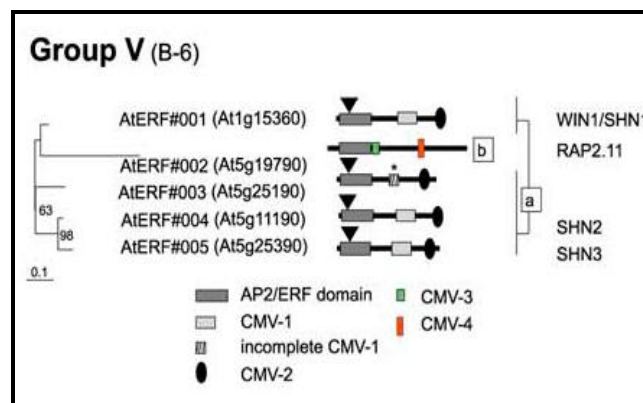 Group V (B-6)
AtERF#001 (At1g15360) WIN1/SHN1
b RAP2.11
AtERF#002 (At5g19790)
*
AtERF#003 (At5g25190)
63 a
AtERF#004 (At5g11190) SHN2
98
AtERF#005 (At5g25390) SHN3
0.1
AP2/ERF domain CMV-3
CMV-1 CMV-4
incomplete CMV-1
CMV-2